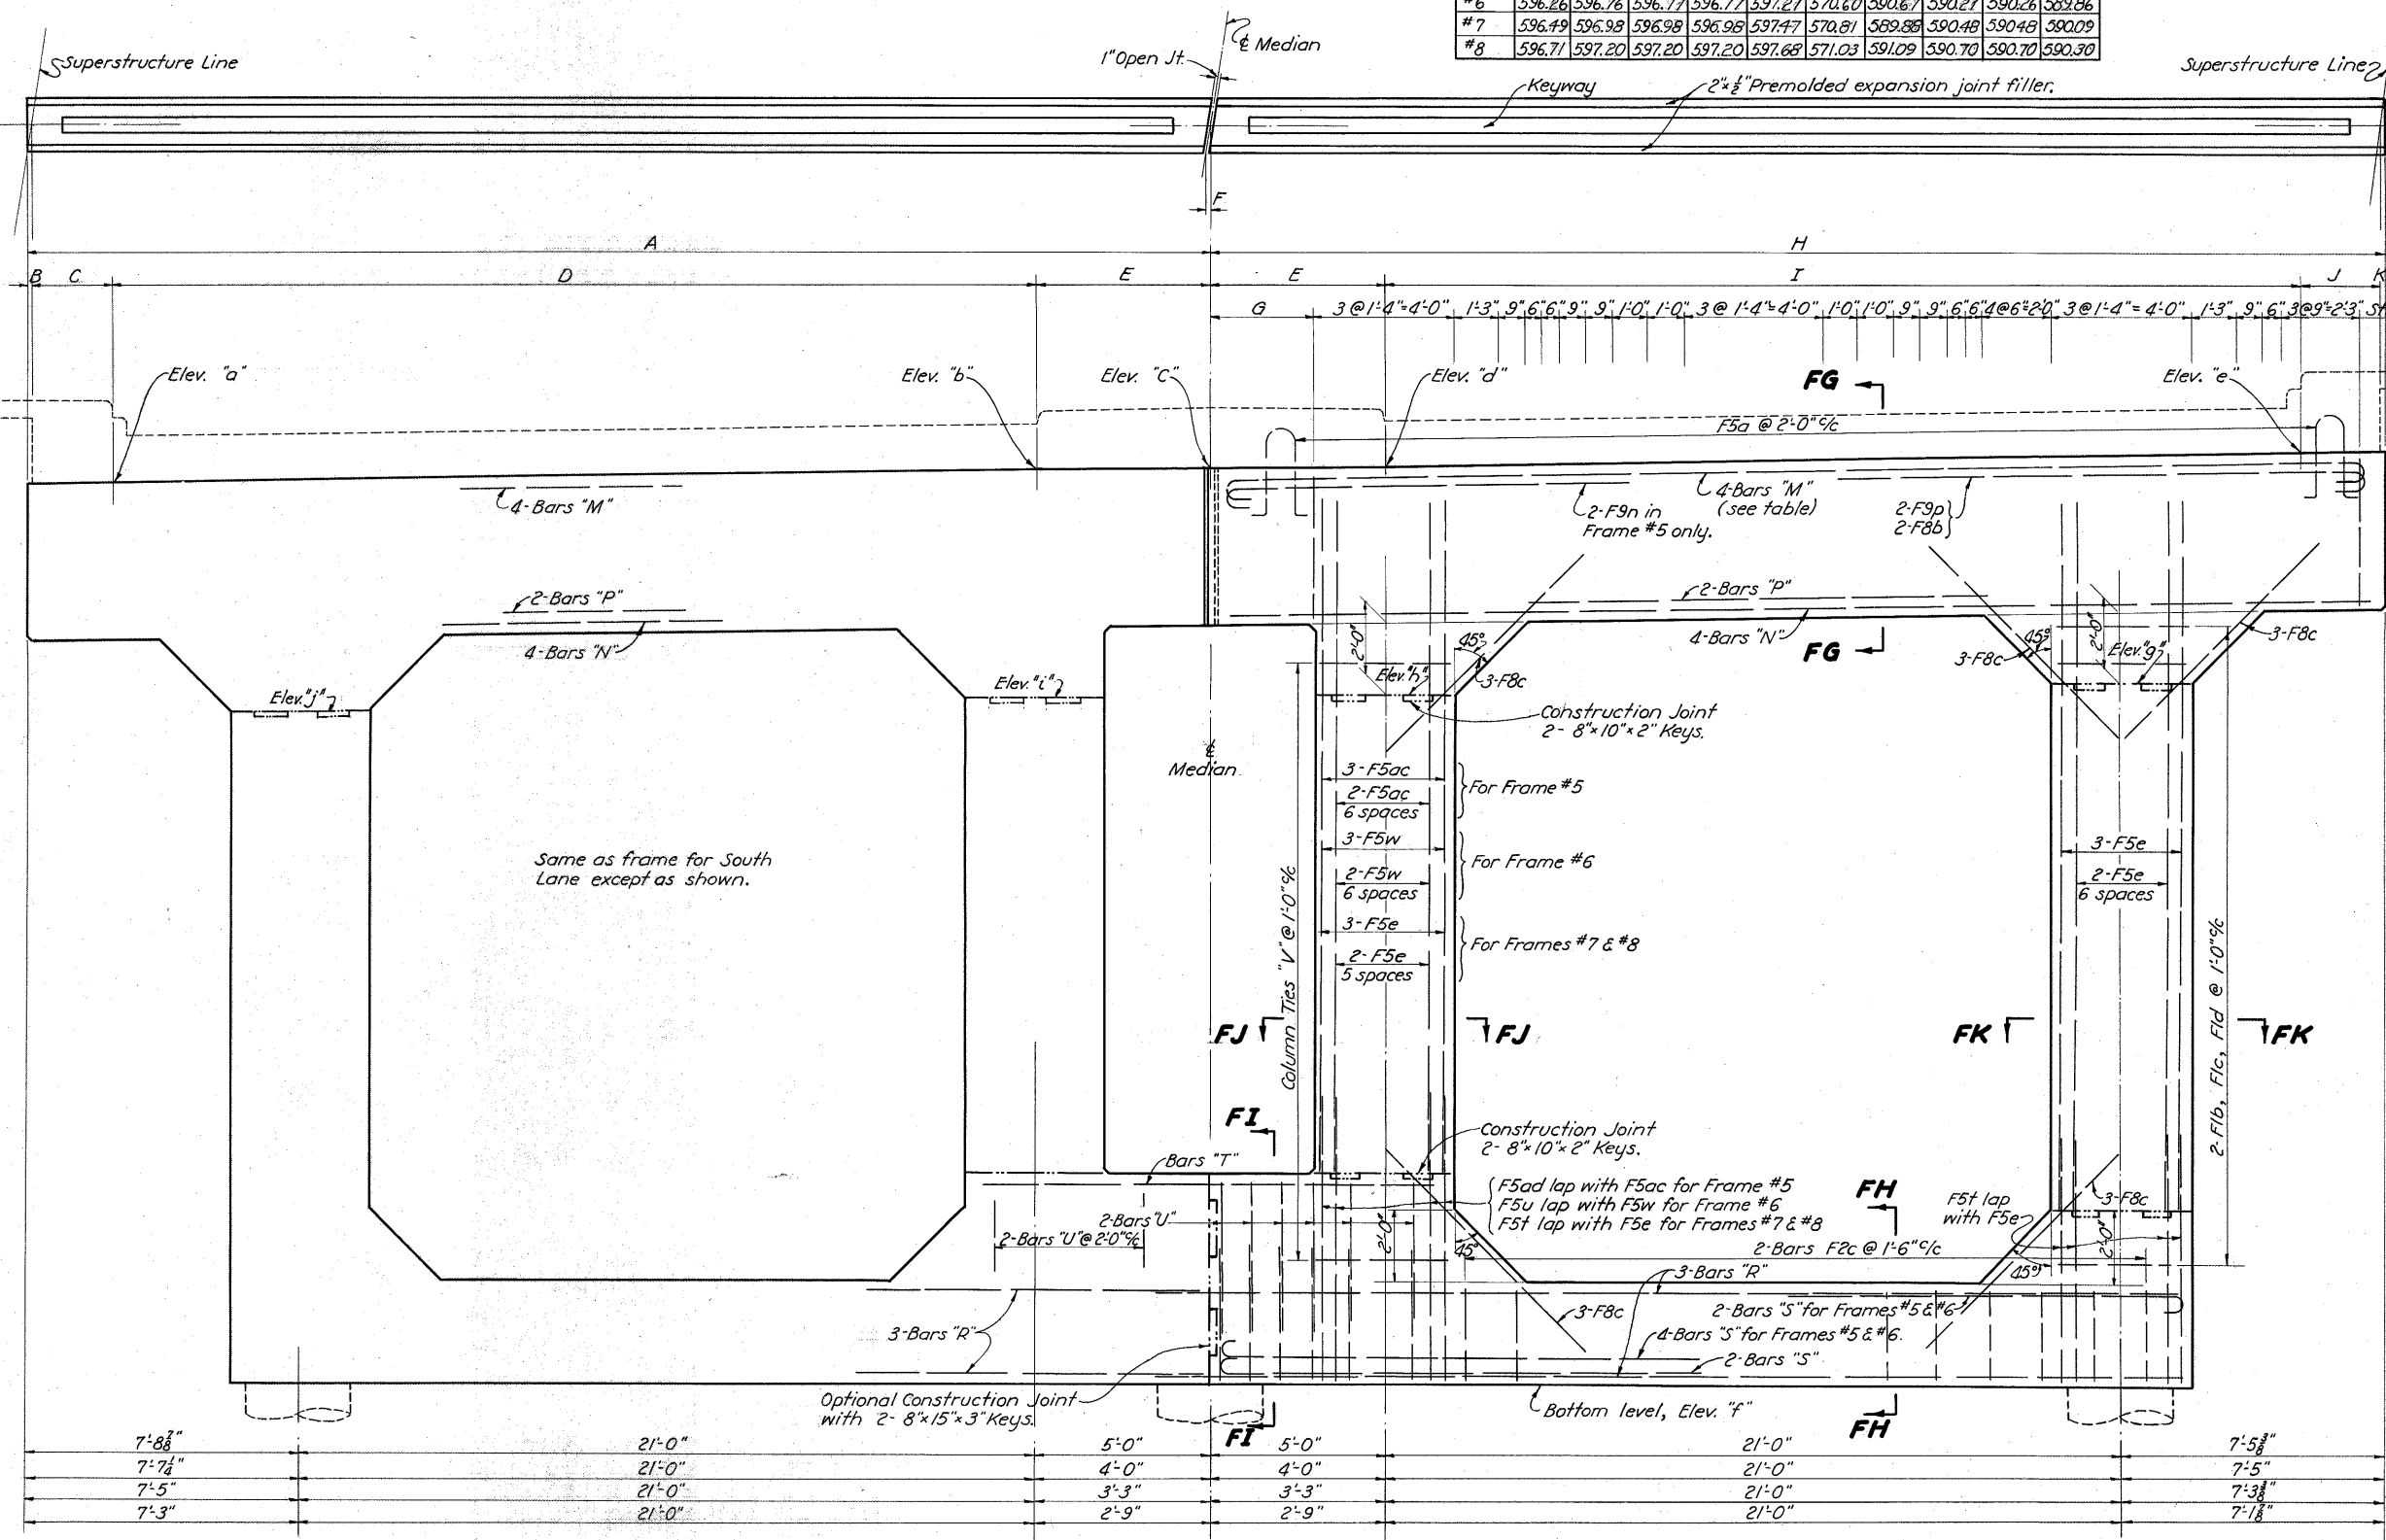 #6 596.26 596.76 596.77 596.77 597.27 570.60 590.67 590.27 590.26 589.86
#7 596.49 596.98 596.98 596.98 597.47 570.81 589.88 590.48 590.48 590.09
#8 596.71 597.20 597.20 597.20 597.68 571.03 591.09 590.70 590.70 590.30
℄ Median
Superstructure Line
1" Open Jt.
Superstructure Line
Keyway
2"x½" Premolded expansion joint filler.
F
A
H
B C D E E I J K
G 3 @ 1'-4"=4'-0" 1'-3" 9" 6" 6" 9" 9" 1'-0" 1'-0" 3 @ 1'-4"=4'-0" 1'-0" 1'-0" 9" 9" 6" 6" 4@6"=2'-0" 3 @ 1'-4"=4'-0" 1'-3" 9" 6" 3@9"=2'-3"
Elev. "a"
Elev. "b"
Elev. "C"
Elev. "d"
FG
Elev. "e"
F5a @ 2'-0" c/c
4-Bars "M"
2-F9n in
Frame #5 only.
4-Bars "M"
(see table)
2-F9p
2-F8b
2-Bars "P"
4-Bars "N"
2-Bars "P"
4-Bars "N"
FG
2'-0"
45°
3-F8c
Elev. "h"
3-F8c
45°
2'-0"
Elev. "g"
3-F8c
Elev. "j"
Elev. "i"
Construction Joint
2- 8"x10"x2" Keys.
℄
Median
3-F5ac
2-F5ac
6 spaces
For Frame #5
3-F5w
2-F5w
6 spaces
For Frame #6
3-F5e
2-F5e
5 spaces
For Frames #7 & #8
3-F5e
2-F5e
6 spaces
Same as frame for South
Lane except as shown.
Column Ties "V" @ 1'-0" c/c
2-F1b, F1c, F1d @ 1'-0" c/c
FJ FJ FK FK
FI
Construction Joint
2- 8"x10"x2" Keys.
Bars "T"
F5ad lap with F5ac for Frame #5
F5u lap with F5w for Frame #6
F5t lap with F5e for Frames #7 & #8
FH
F5t lap
with F5e
3-F8c
2-Bars "U"
2-Bars "U" @ 2'-0" c/c
2'-0"
45°
2-Bars F2c @ 1'-6" c/c
2'-0"
45°
3-Bars "R"
3-F8c
2-Bars "S" for Frames #5 & #6
3-Bars "R"
4-Bars "S" for Frames #5 & #6.
2-Bars "S"
Optional Construction Joint
with 2- 8"x15"x3" Keys.
FI
Bottom level, Elev. "f"
FH
7'-8⅞" 21'-0" 5'-0" 5'-0" 21'-0" 7'-5⅜"
7'-7¼" 21'-0" 4'-0" 4'-0" 21'-0" 7'-5"
7'-5" 21'-0" 3'-3" 3'-3" 21'-0" 7'-3⅜"
7'-3" 21'-0" 2'-9" 2'-9" 21'-0" 7'-1⅞"